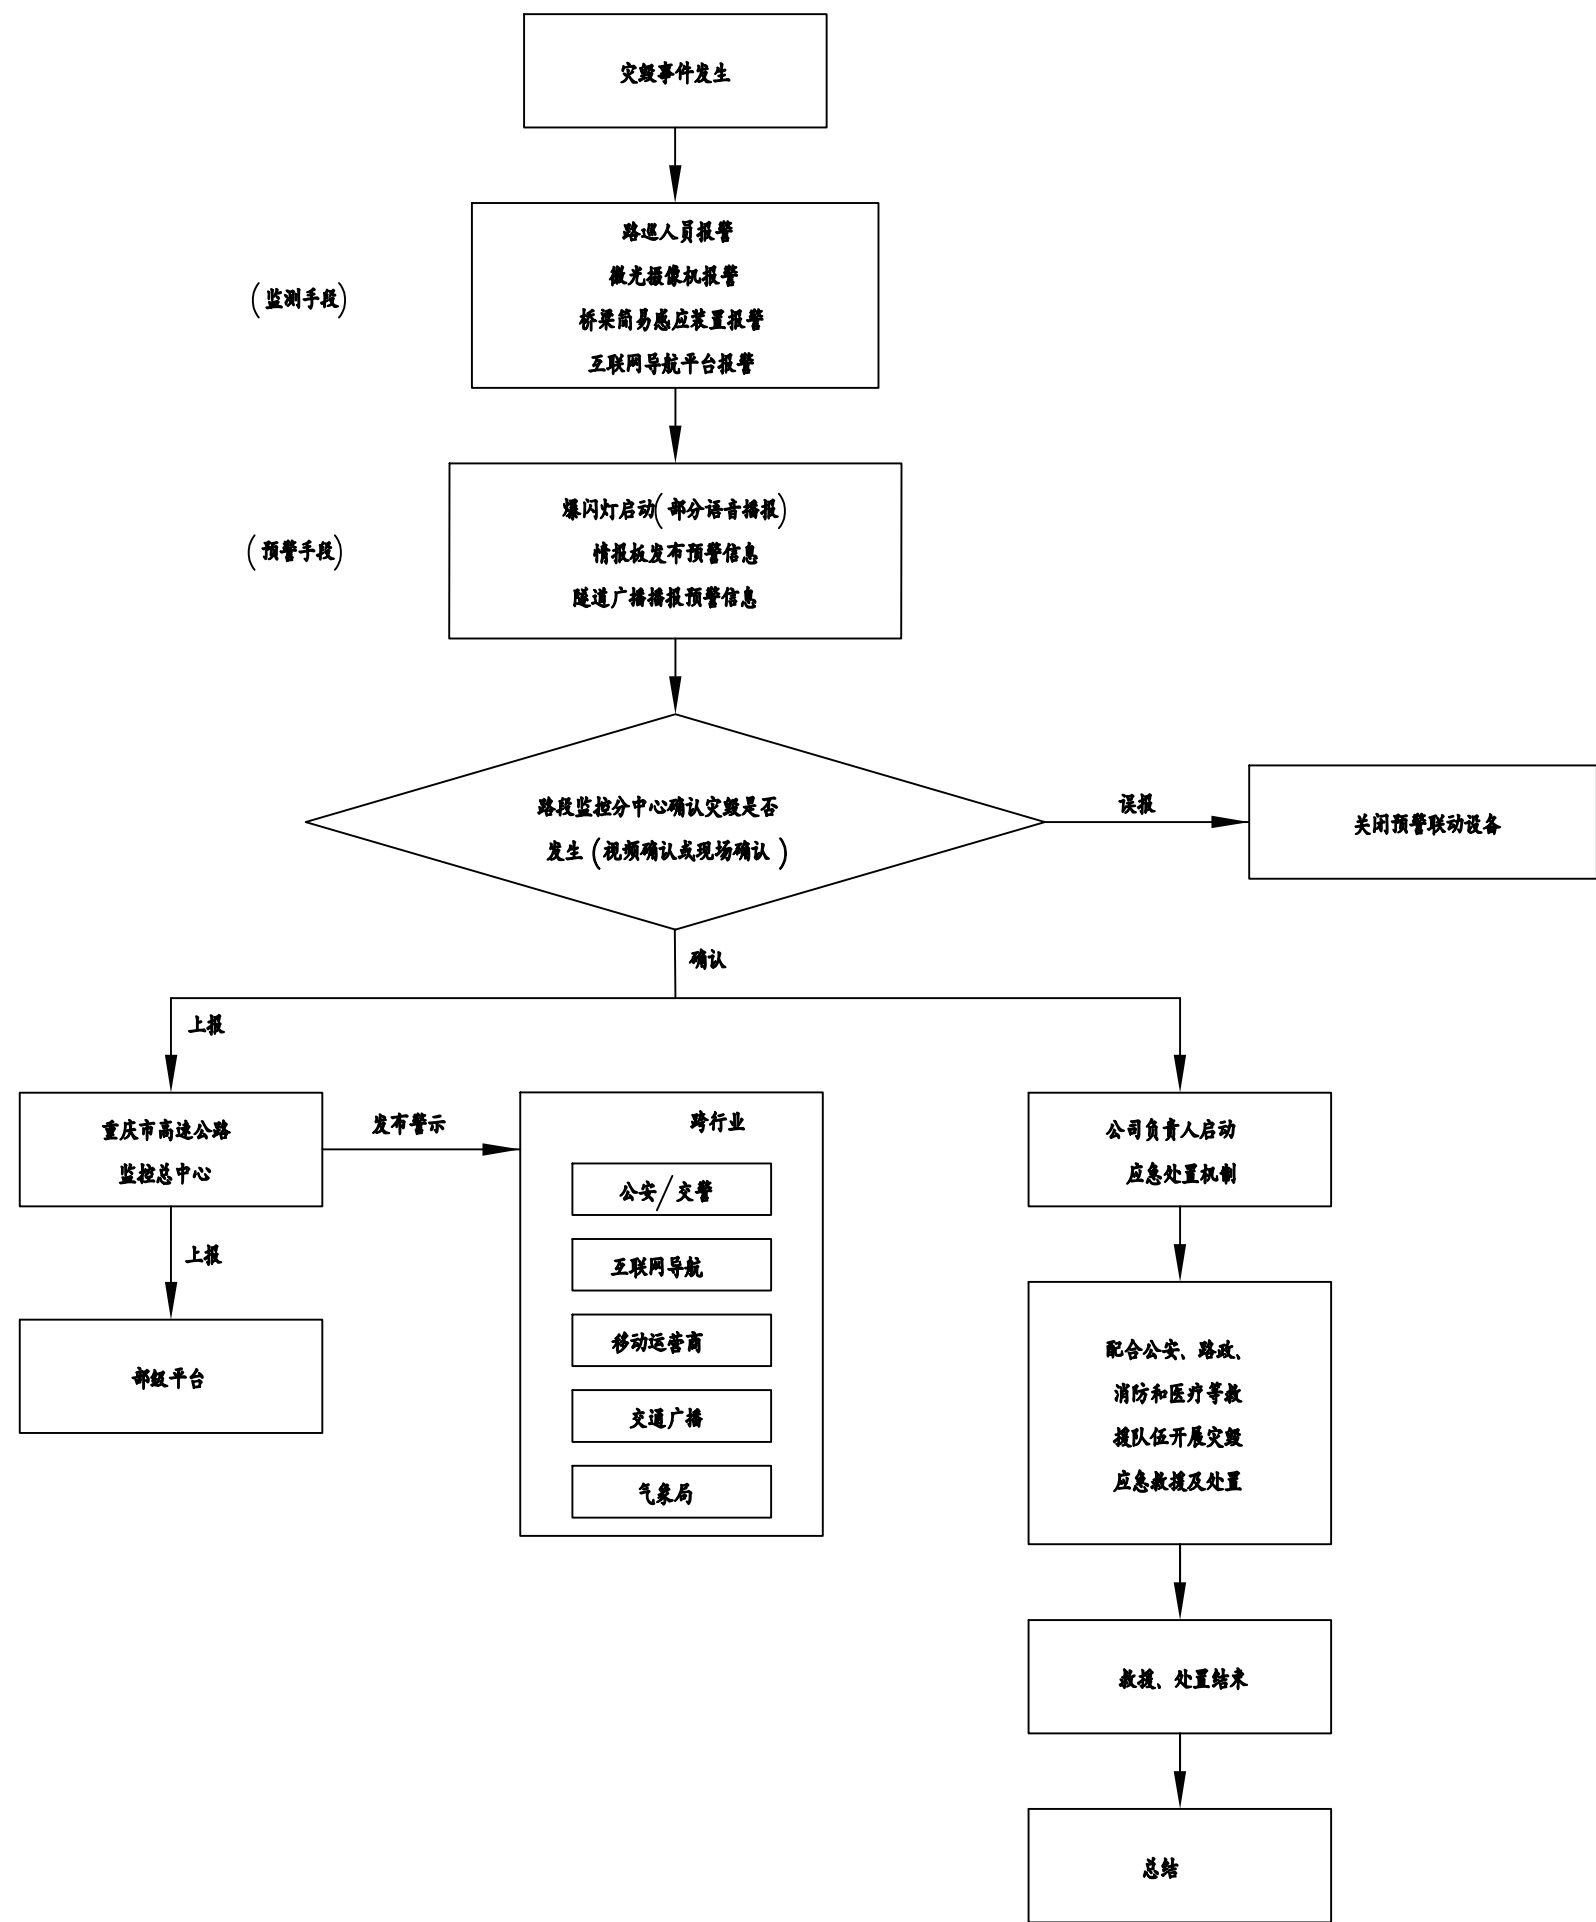 灾毁事件发生
路巡人员报警
微光摄像机报警
(监测手段)
桥梁简易感应装置报警
互联网导航平台报警
爆闪灯启动(部分语音播报)
(预警手段)
情报板发布预警信息
隧道广播播报预警信息
路段监控分中心确认灾毁是否
发生(视频确认或现场确认)
误报
关闭预警联动设备
确认
上报
重庆市高速公路
监控总中心
发布警示
跨行业
公安/交警
互联网导航
移动运营商
交通广播
气象局
上报
部级平台
公司负责人启动
应急处置机制
配合公安、路政、
消防和医疗等救
援队伍开展灾毁
应急救援及处置
救援、处置结束
总结